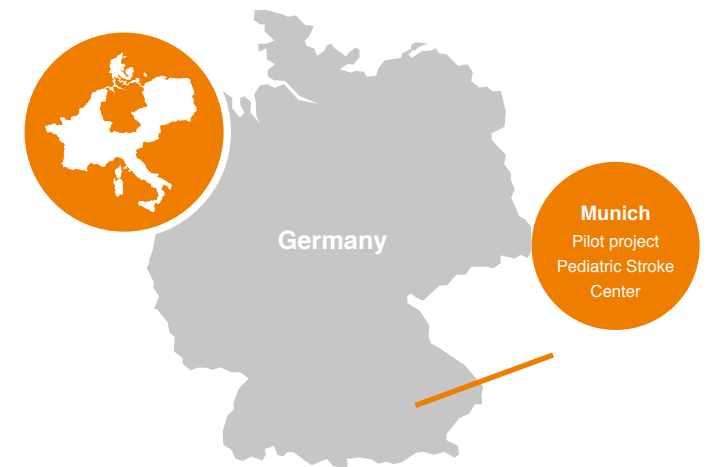 Germany
Munich
Pilot project
Pediatric Stroke
Center